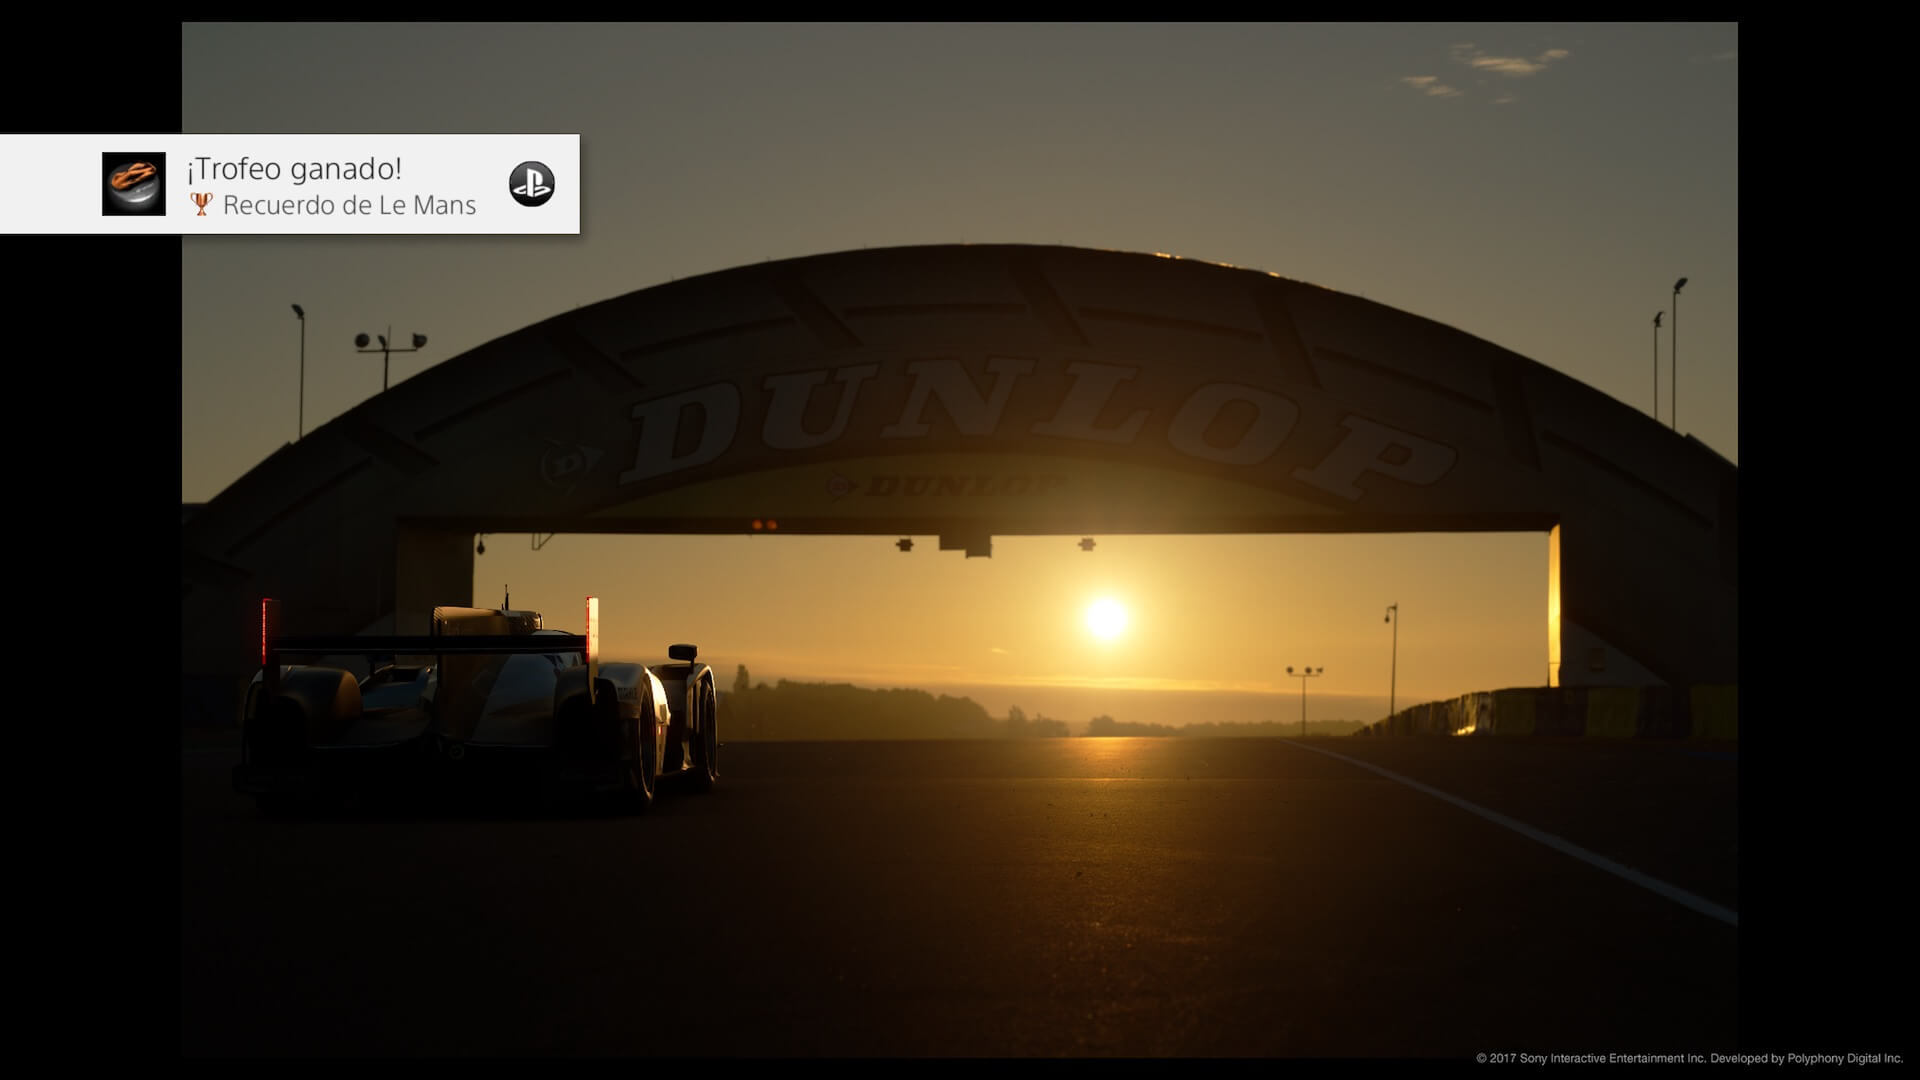 ¡Trofeo ganado!
Recuerdo de Le Mans
DUNLOP
DUNLOP
© 2017 Sony Interactive Entertainment Inc. Developed by Polyphony Digital Inc.